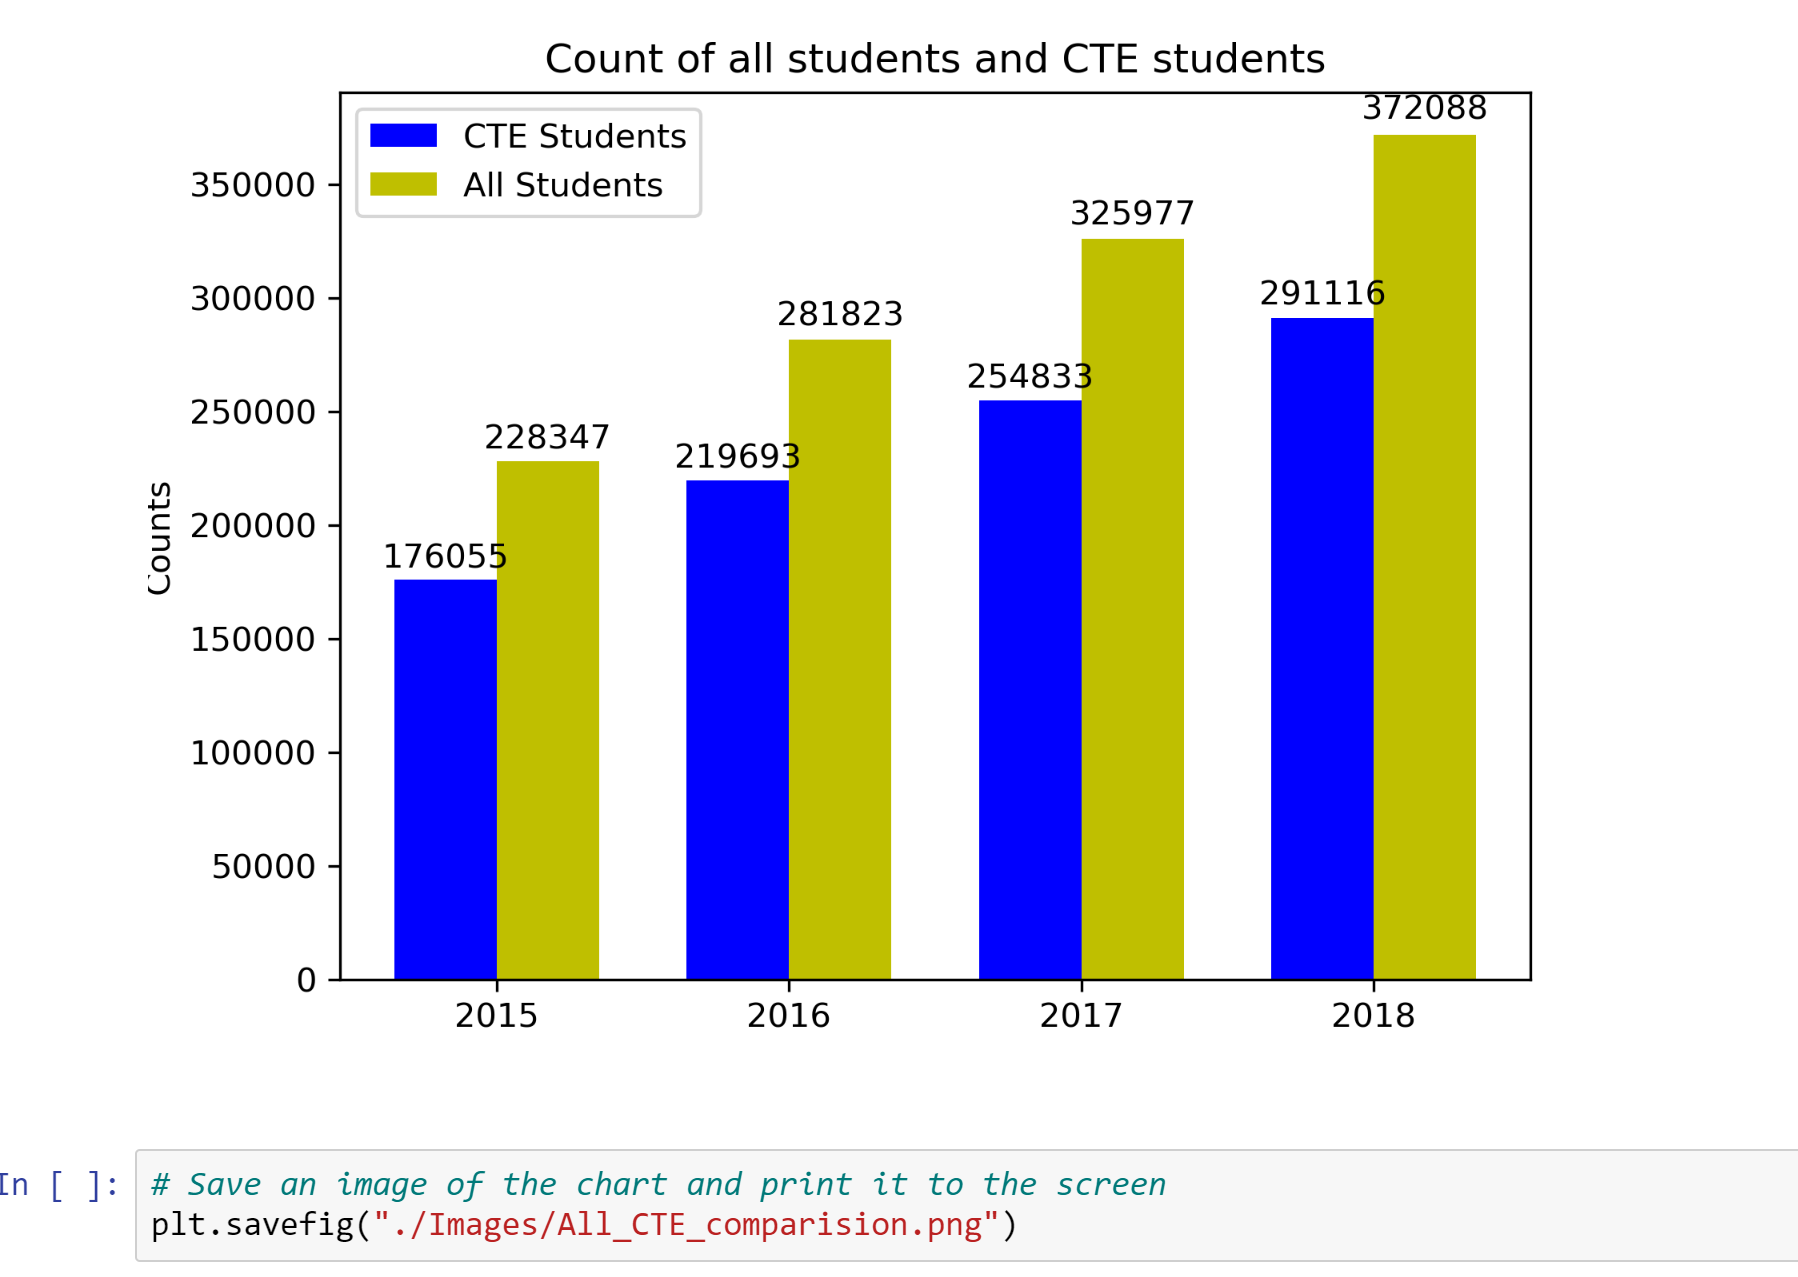 Count of all students and CTE students
CTE Students
All Students
372088
350000
325977
300000
291116
281823
254833
250000
228347
219693
200000
176055
150000
100000
50000
0
Counts
2015 2016 2017 2018
In [ ]:
# Save an image of the chart and print it to the screen
plt.savefig("./Images/All_CTE_comparision.png")